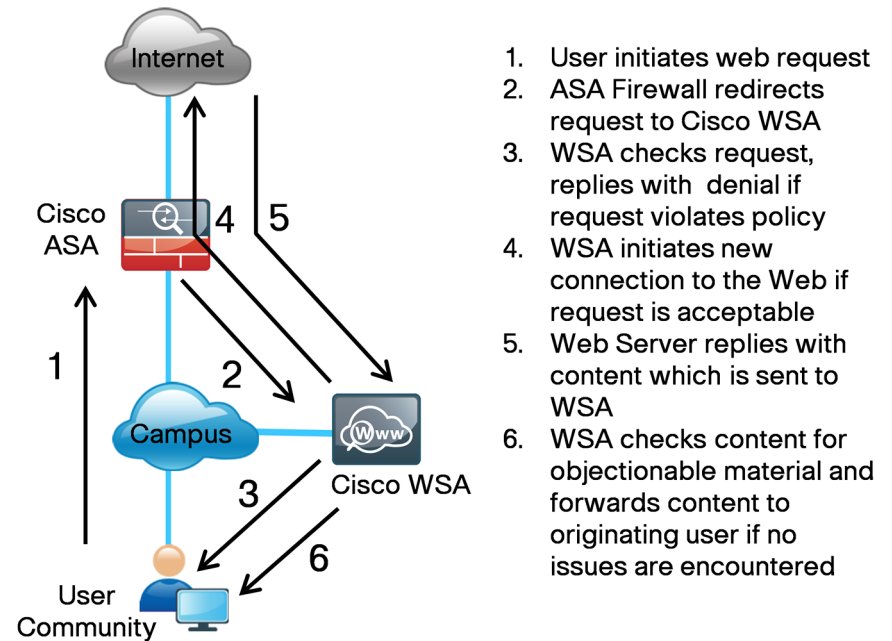 Internet
Cisco
ASA
4
5
1
2
Campus
Www
Cisco WSA
3
6
User
Community
1. User initiates web request
2. ASA Firewall redirects
request to Cisco WSA
3. WSA checks request,
replies with denial if
request violates policy
4. WSA initiates new
connection to the Web if
request is acceptable
5. Web Server replies with
content which is sent to
WSA
6. WSA checks content for
objectionable material and
forwards content to
originating user if no
issues are encountered